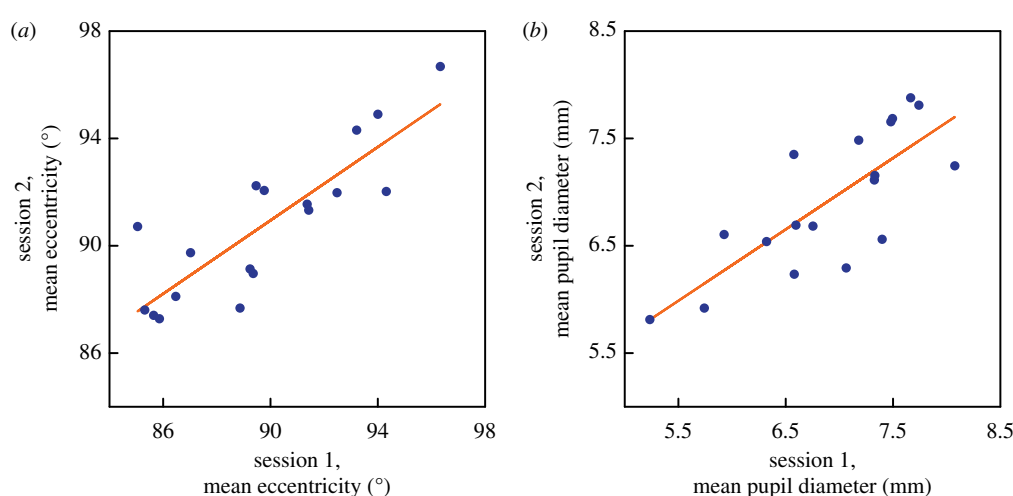 (a)
98
94
90
86
session 2,
mean eccentricity (°)
86 90 94 98
session 1,
mean eccentricity (°)
(b)
8.5
7.5
6.5
5.5
session 2,
mean pupil diameter (mm)
5.5 6.5 7.5 8.5
session 1,
mean pupil diameter (mm)